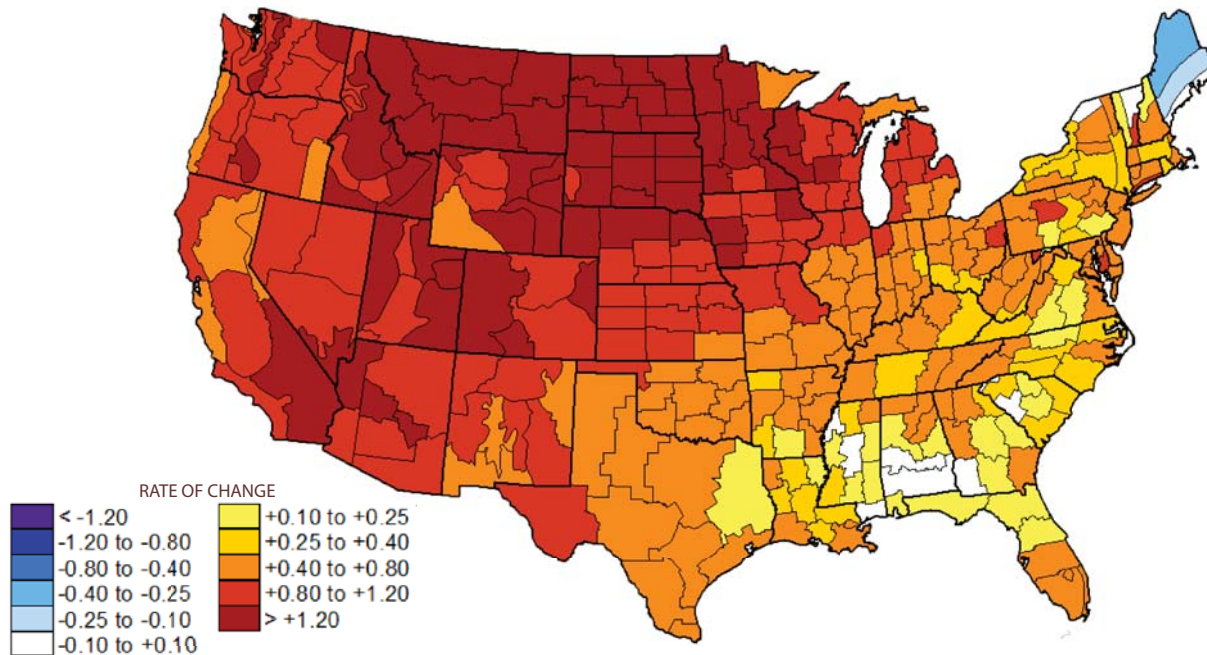 RATE OF CHANGE
< -1.20
-1.20 to -0.80
-0.80 to -0.40
-0.40 to -0.25
-0.25 to -0.10
-0.10 to +0.10
+0.10 to +0.25
+0.25 to +0.40
+0.40 to +0.80
+0.80 to +1.20
> +1.20